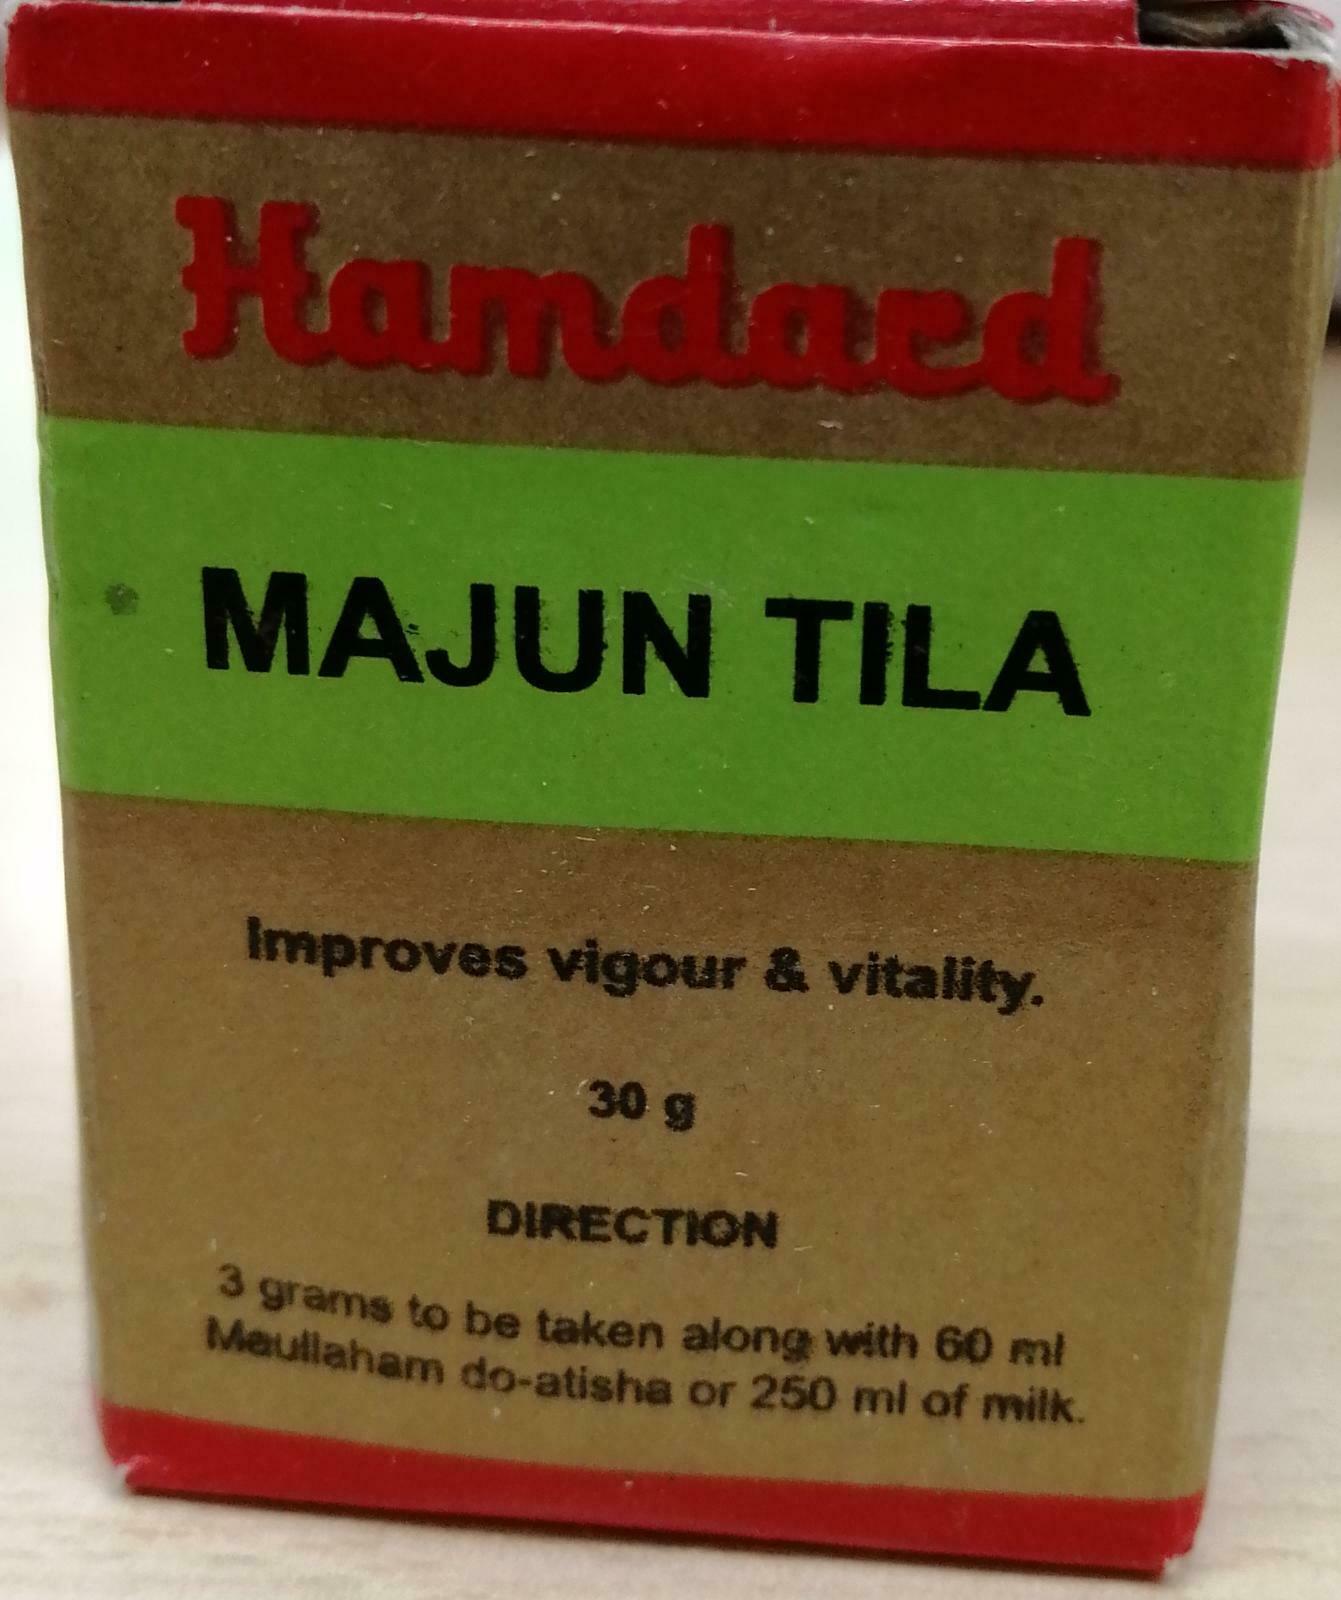 Hamdard
MAJUN TILA
Improves vigour & vitality.
30 g
DIRECTION
3 grams to be taken along with 60 ml
Maullaham do-atisha or 250 ml of milk.